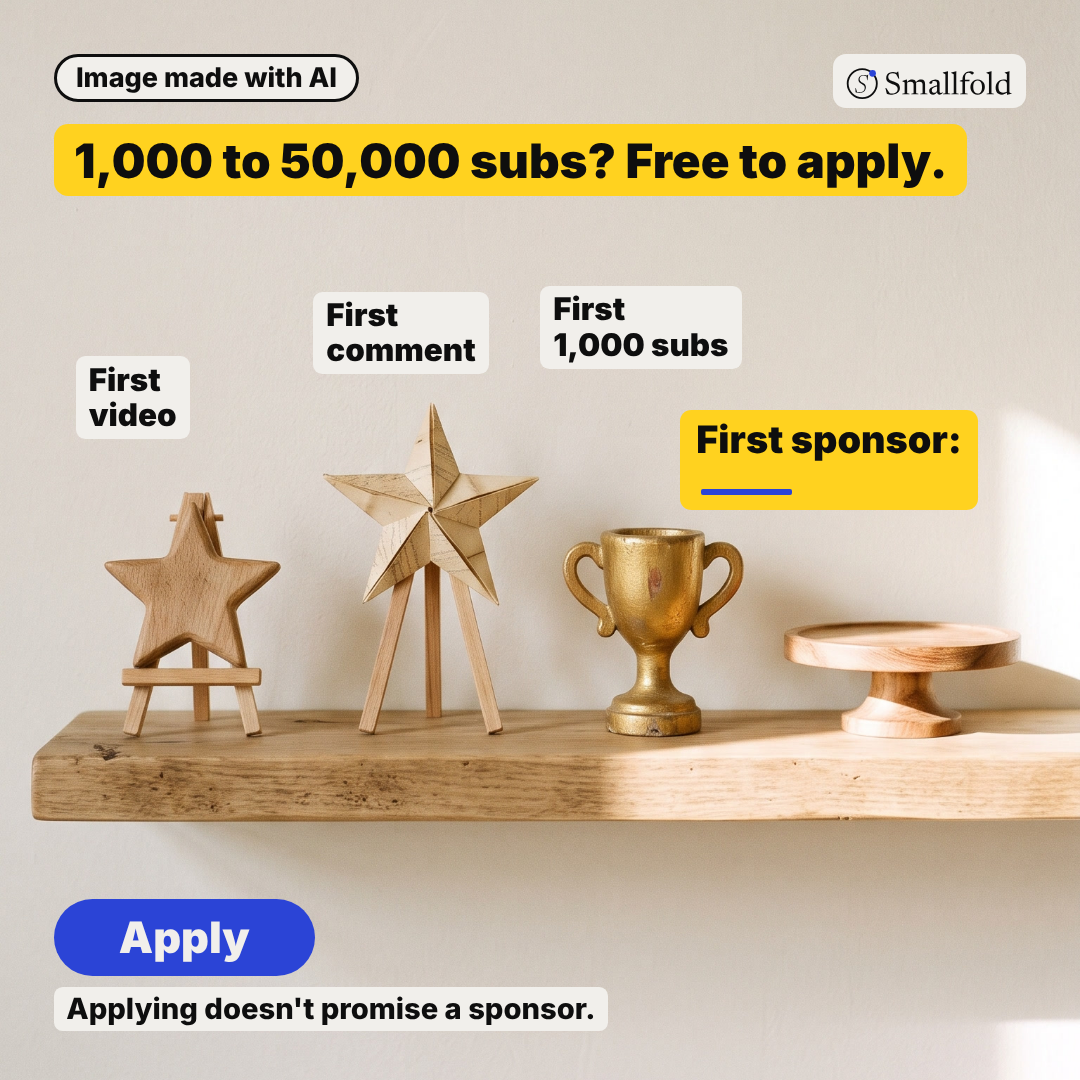 Image made with AI
Smallfold
1,000 to 50,000 subs? Free to apply.
First
video
First
comment
First
1,000 subs
First sponsor:
Apply
Applying doesn't promise a sponsor.